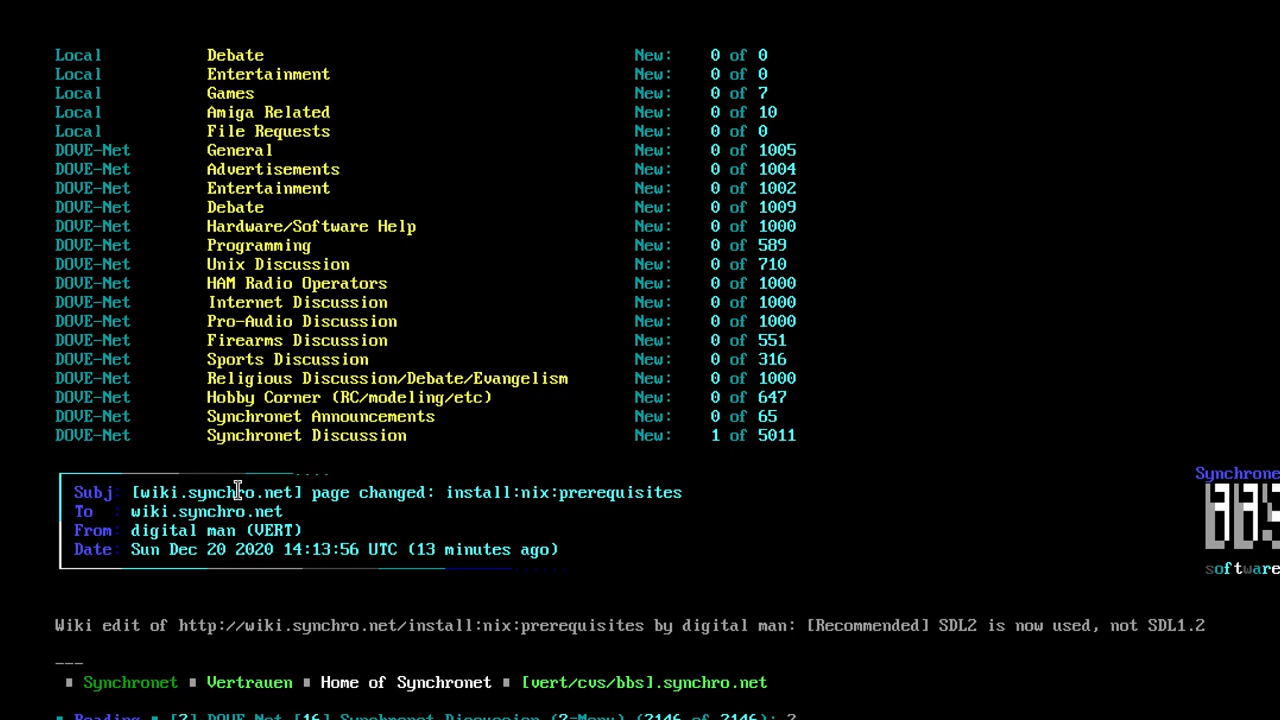 Local Debate New: 0 of 0
Local Entertainment New: 0 of 0
Local Games New: 0 of 7
Local Amiga Related New: 0 of 10
Local File Requests New: 0 of 0
DOVE-Net General New: 0 of 1005
DOVE-Net Advertisements New: 0 of 1004
DOVE-Net Entertainment New: 0 of 1002
DOVE-Net Debate New: 0 of 1009
DOVE-Net Hardware/Software Help New: 0 of 1000
DOVE-Net Programming New: 0 of 589
DOVE-Net Unix Discussion New: 0 of 710
DOVE-Net HAM Radio Operators New: 0 of 1000
DOVE-Net Internet Discussion New: 0 of 1000
DOVE-Net Pro-Audio Discussion New: 0 of 1000
DOVE-Net Firearms Discussion New: 0 of 551
DOVE-Net Sports Discussion New: 0 of 316
DOVE-Net Religious Discussion/Debate/Evangelism New: 0 of 1000
DOVE-Net Hobby Corner (RC/modeling/etc) New: 0 of 647
DOVE-Net Synchronet Announcements New: 0 of 65
DOVE-Net Synchronet Discussion New: 1 of 5011
Synchrone
Subj: [wiki.synchro.net] page changed: install:nix:prerequisites
To : wiki.synchro.net
From: digital man (VERT)
Date: Sun Dec 20 2020 14:13:56 UTC (13 minutes ago)
software
Wiki edit of http://wiki.synchro.net/install:nix:prerequisites by digital man: [Recommended] SDL2 is now used, not SDL1.2
---
■ Synchronet ■ Vertrauen ■ Home of Synchronet ■ [vert/cvs/bbs].synchro.net
■ Reading ■ [2] DOVE-Net [16] Synchronet Discussion (?=Menu) (2146 of 2146): ?